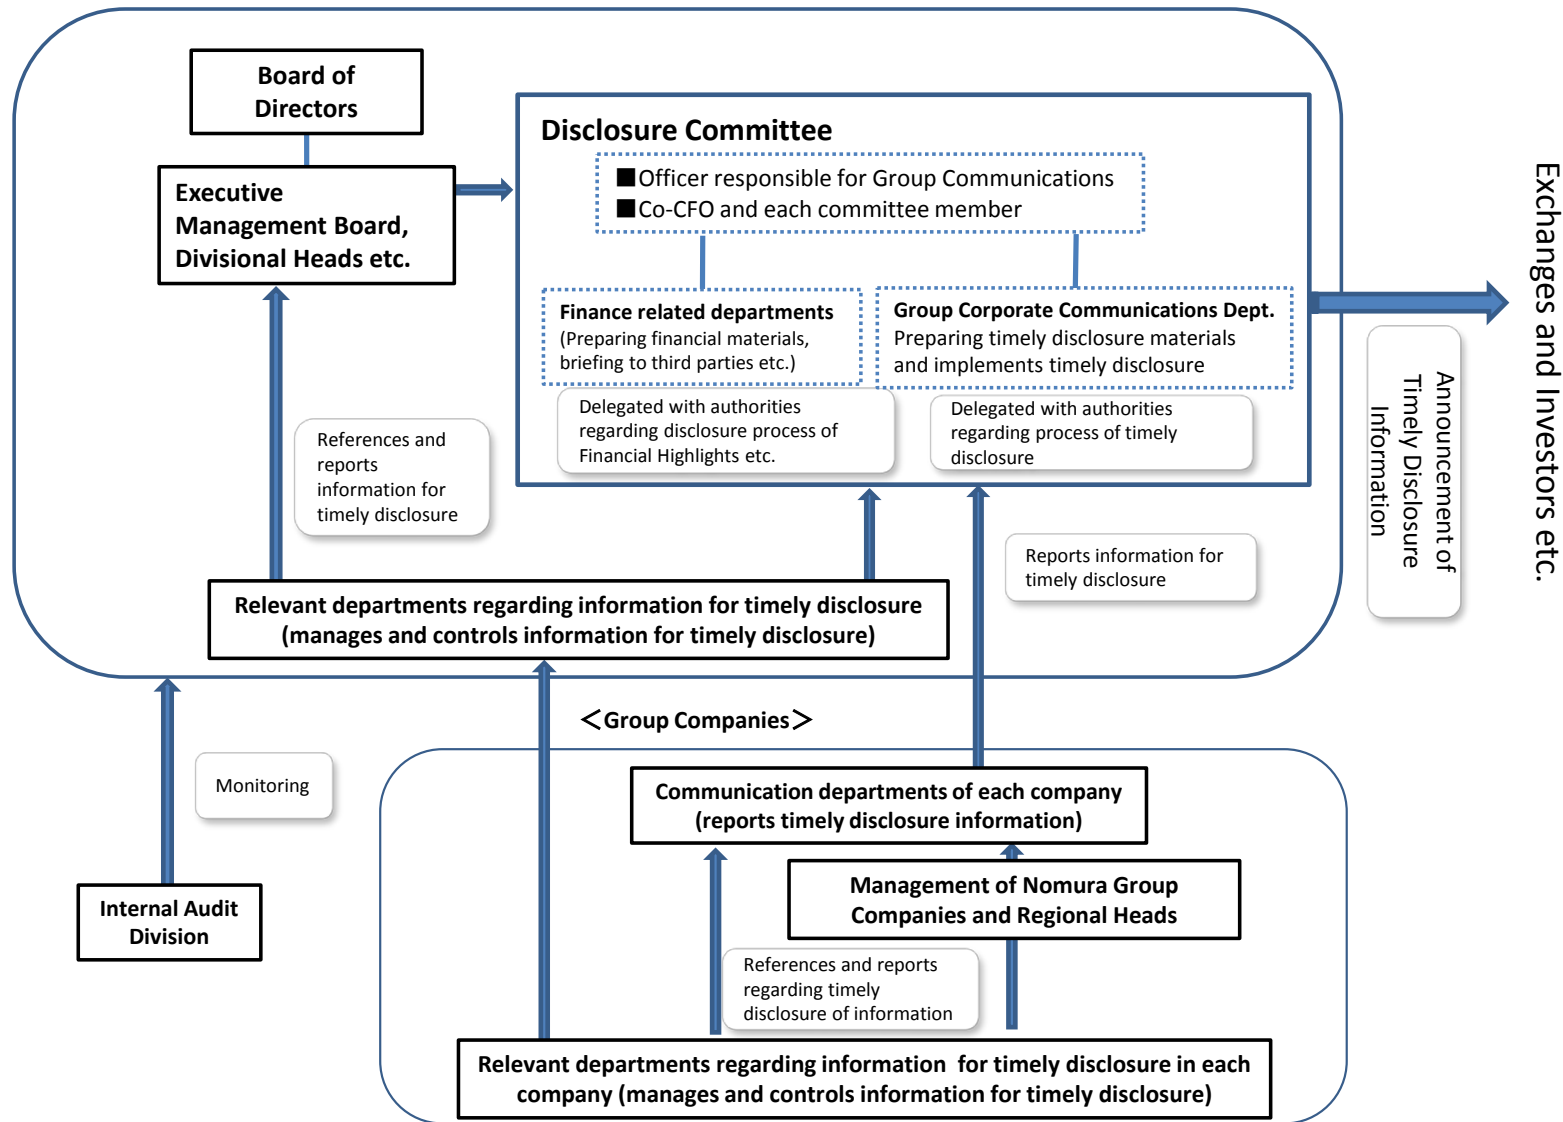 Board of
Directors
Executive
Management Board,
Divisional Heads etc.
Disclosure Committee
■Officer responsible for Group Communications
■Co-CFO and each committee member
Finance related departments
(Preparing financial materials,
briefing to third parties etc.)
Group Corporate Communications Dept.
Preparing timely disclosure materials
and implements timely disclosure
Delegated with authorities
regarding disclosure process of
Financial Highlights etc.
Delegated with authorities
regarding process of timely
disclosure
Exchanges and Investors etc.
Announcement of
Timely Disclosure
Information
References and
reports
information for
timely disclosure
Reports information for
timely disclosure
Relevant departments regarding information for timely disclosure
(manages and controls information for timely disclosure)
＜Group Companies＞
Monitoring
Communication departments of each company
(reports timely disclosure information)
Management of Nomura Group
Companies and Regional Heads
Internal Audit
Division
References and reports
regarding timely
disclosure of information
Relevant departments regarding information for timely disclosure in each
company (manages and controls information for timely disclosure)